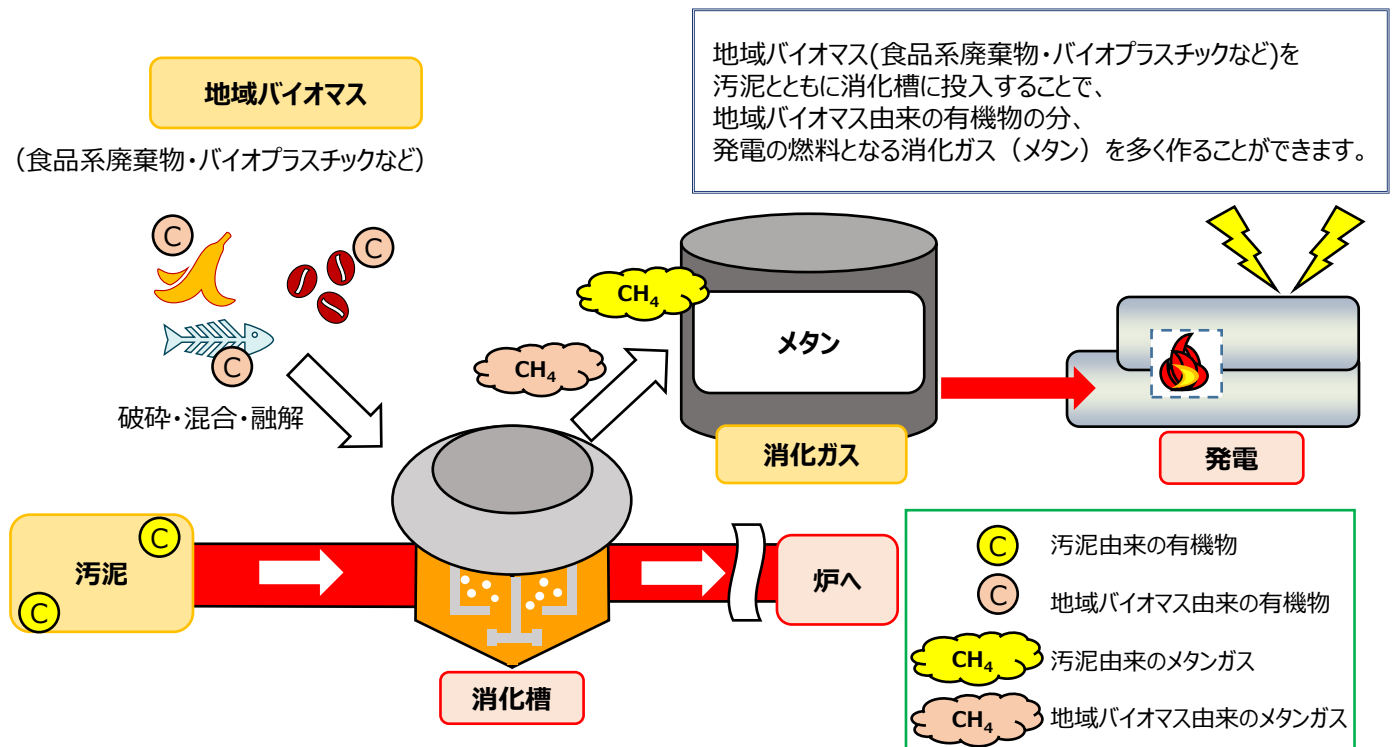 地域バイオマス(食品系廃棄物・バイオプラスチックなど)を
汚泥とともに消化槽に投入することで、
地域バイオマス由来の有機物の分、
発電の燃料となる消化ガス（メタン）を多く作ることができます。
地域バイオマス
（食品系廃棄物・バイオプラスチックなど）
C
C
C
破砕・混合・融解
CH₄
CH₄
メタン
消化ガス
発電
汚泥
C
C
消化槽
炉へ
C 汚泥由来の有機物
C 地域バイオマス由来の有機物
CH₄ 汚泥由来のメタンガス
CH₄ 地域バイオマス由来のメタンガス